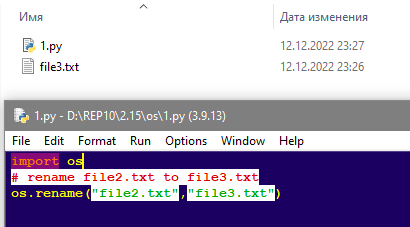 Имя Дата изменения
1.py 12.12.2022 23:27
file3.txt 12.12.2022 23:26
1.py - D:\REP10\2.15\os\1.py (3.9.13)
File Edit Format Run Options Window Help
import os
# rename file2.txt to file3.txt
os.rename("file2.txt","file3.txt")